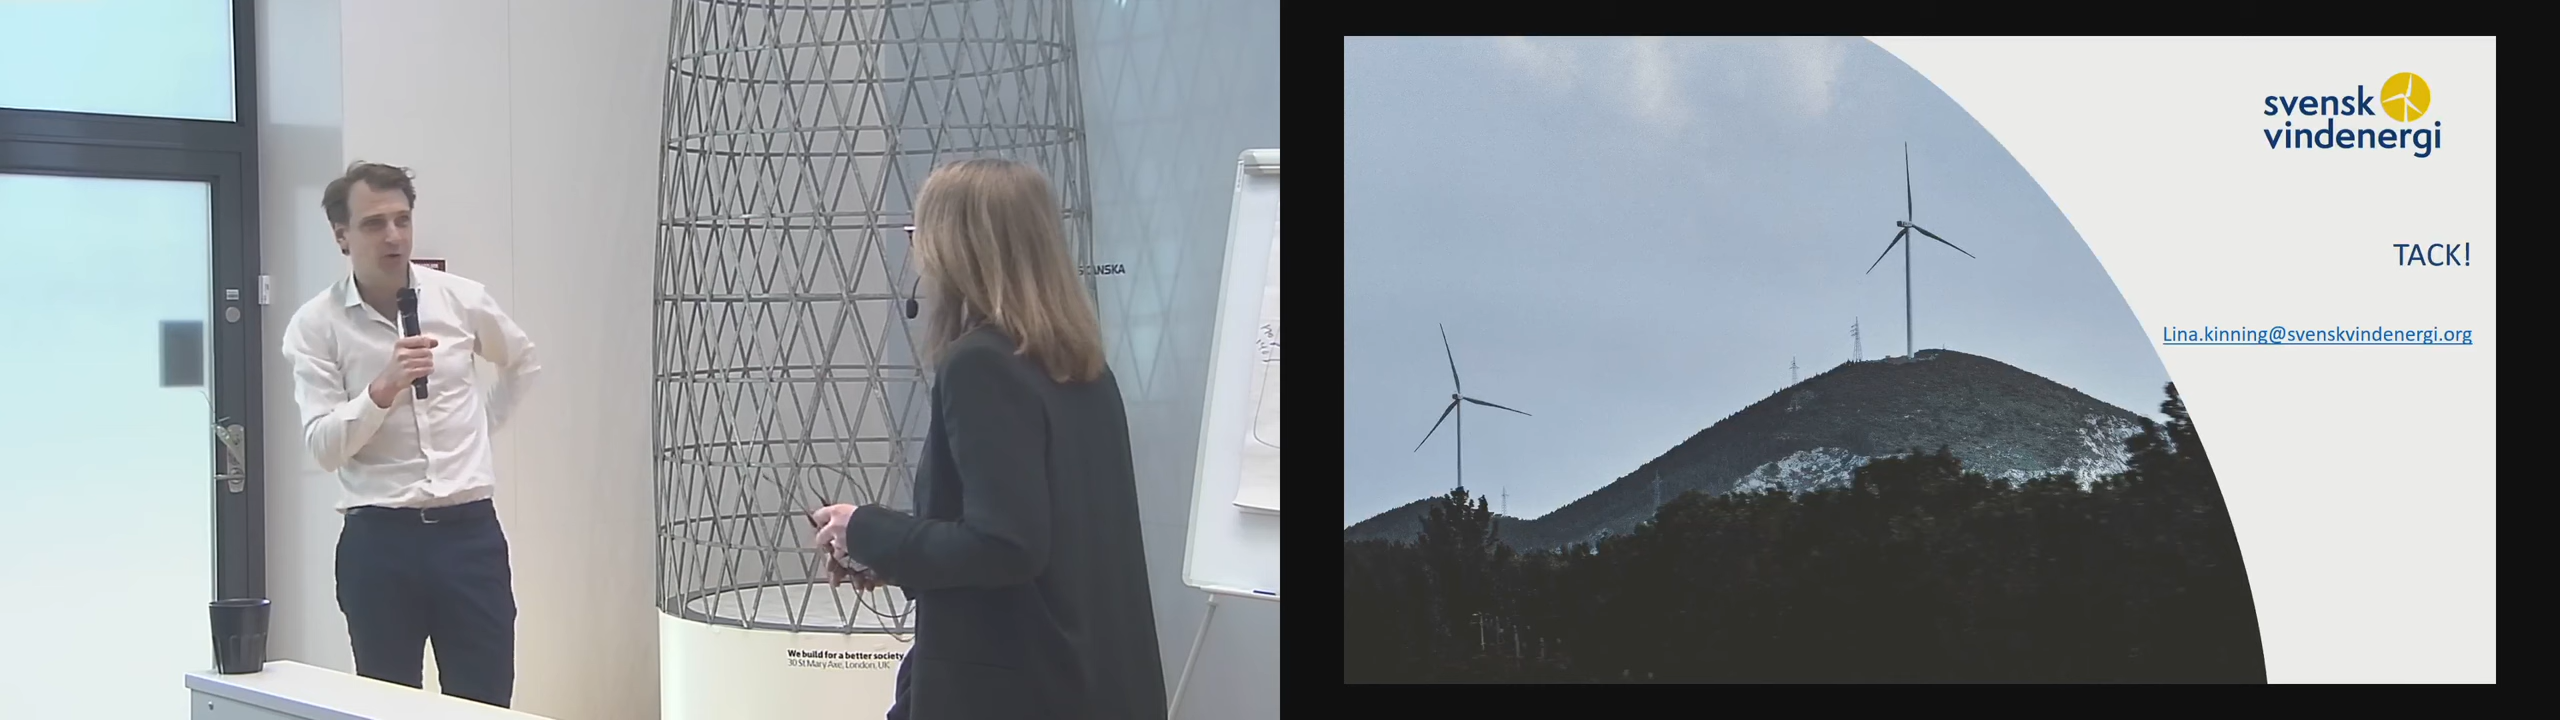 SKANSKA
We build for a better society
30 St Mary Axe, London, UK
svensk
vindenergi
TACK!
Lina.kinning@svenskvindenergi.org